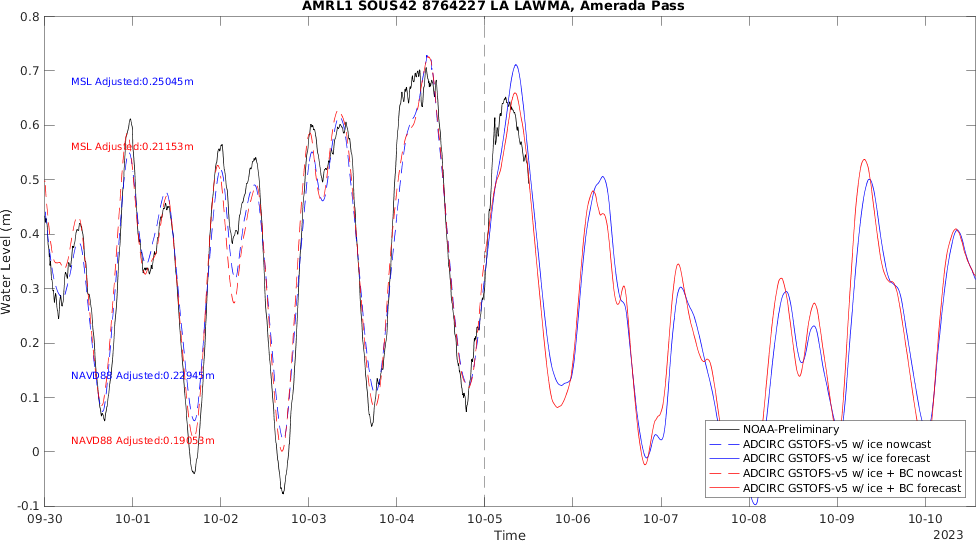 AMRL1 SOUS42 8764227 LA LAWMA, Amerada Pass
0.8
0.7
0.6
0.5
0.4
0.3
0.2
0.1
0
-0.1
Water Level (m)
MSL Adjusted:0.25045m
MSL Adjusted:0.21153m
NAVD88 Adjusted:0.22945m
NAVD88 Adjusted:0.19053m
NOAA-Preliminary
ADCIRC GSTOFS-v5 w/ ice nowcast
ADCIRC GSTOFS-v5 w/ ice forecast
ADCIRC GSTOFS-v5 w/ ice + BC nowcast
ADCIRC GSTOFS-v5 w/ ice + BC forecast
09-30 10-01 10-02 10-03 10-04 10-05 10-06 10-07 10-08 10-09 10-10
Time
2023